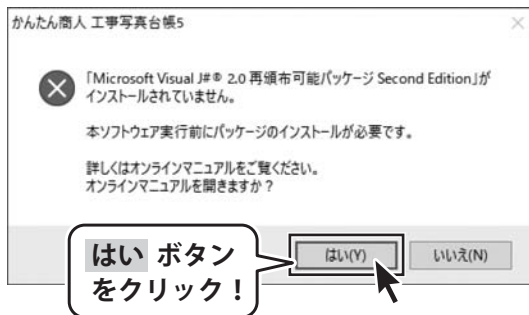 かんたん商人 工事写真台帳5
「Microsoft Visual J#® 2.0 再頒布可能パッケージ Second Edition」が
インストールされていません。
本ソフトウェア実行前にパッケージのインストールが必要です。
詳しくはオンラインマニュアルをご覧ください。
オンラインマニュアルを開きますか？
はい(Y)
いいえ(N)
はい ボタン
をクリック！